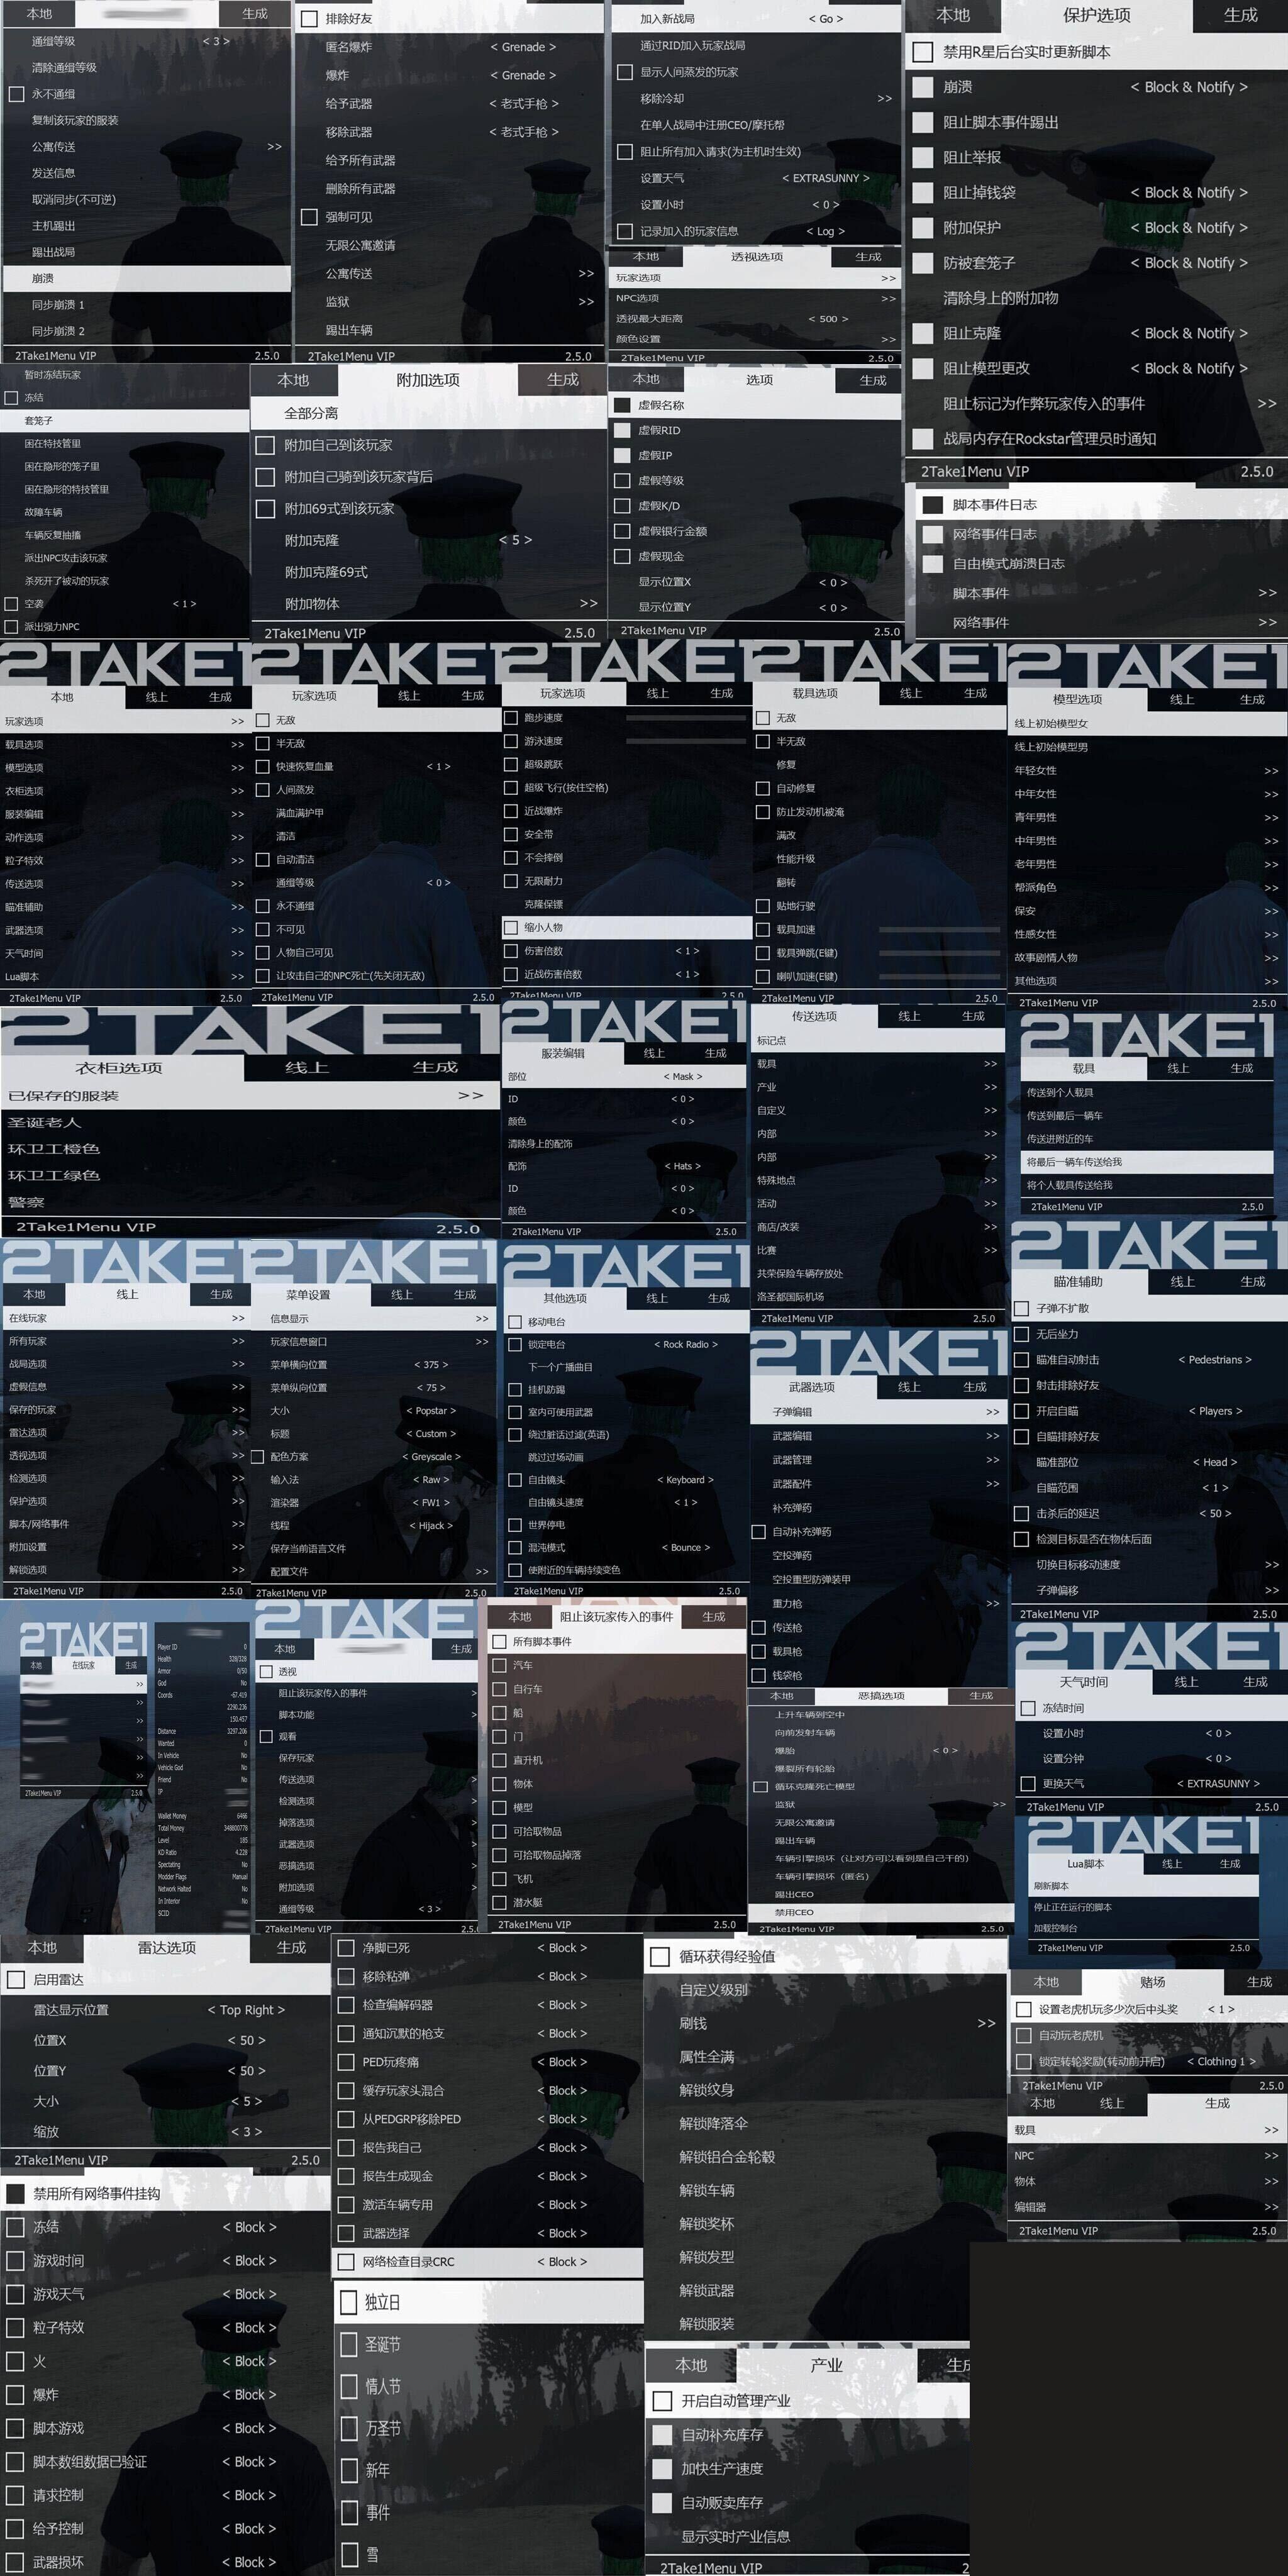 本地 生成
通缉等级 < 3 >
清除通缉等级
永不通缉
复制该玩家的服装
公寓传送 >>
发送信息
取消同步(不可逆)
主机踢出
踢出战局
崩溃
同步崩溃 1
同步崩溃 2
2Take1Menu VIP 2.5.0
排除好友
匿名爆炸 < Grenade >
爆炸 < Grenade >
给予武器 < 老式手枪 >
移除武器 < 老式手枪 >
给予所有武器
删除所有武器
强制可见
无限公寓邀请
公寓传送 >>
监狱 >>
踢出车辆
2Take1Menu VIP 2.5.0
加入新战局 < Go >
通过RID加入玩家战局
显示人间蒸发的玩家
移除冷却 >>
在单人战局中注册CEO/摩托帮
阻止所有加入请求(为主机时生效)
设置天气 < EXTRASUNNY >
设置小时 < 0 >
记录加入的玩家信息 < Log >
本地 透视选项 生成
玩家选项 >>
NPC选项 >>
透视最大距离 < 500 >
颜色设置 >>
2Take1Menu VIP 2.5.0
本地 保护选项 生成
禁用R星后台实时更新脚本
崩溃 < Block & Notify >
阻止脚本事件踢出
阻止举报
阻止掉钱袋 < Block & Notify >
附加保护 < Block & Notify >
防被套笼子 < Block & Notify >
清除身上的附加物
阻止克隆 < Block & Notify >
阻止模型更改 < Block & Notify >
阻止标记为作弊玩家传入的事件 >>
战局内存在Rockstar管理员时通知
2Take1Menu VIP 2.5.0
暂时冻结玩家
冻结
套笼子
困在特技管里
困在隐形的笼子里
困在隐形的特技管里
故障车辆
车辆反复抽搐
派出NPC攻击该玩家
杀死开了被动的玩家
空袭 < 1 >
派出强力NPC
本地 附加选项 生成
全部分离
附加自己到该玩家
附加自己骑到该玩家背后
附加69式到该玩家
附加克隆 < 5 >
附加克隆69式
附加物体 >>
2Take1Menu VIP 2.5.0
本地 选项 生成
虚假名称
虚假RID
虚假IP
虚假等级
虚假K/D
虚假银行金额
虚假现金
显示位置X < 0 >
显示位置Y < 0 >
2Take1Menu VIP 2.5.0
脚本事件日志
网络事件日志
自由模式崩溃日志
脚本事件 >>
网络事件 >>
2TAKE1
本地 线上 生成
玩家选项 >>
载具选项 >>
模型选项 >>
衣柜选项 >>
服装编辑 >>
动作选项 >>
粒子特效 >>
传送选项 >>
瞄准辅助 >>
武器选项 >>
天气时间 >>
Lua脚本 >>
2Take1Menu VIP 2.5.0
2TAKE1
玩家选项 线上 生成
无敌
半无敌
快速恢复血量 < 1 >
人间蒸发
满血满护甲
清洁
自动清洁
通缉等级 < 0 >
永不通缉
不可见
人物自己可见
让攻击自己的NPC死亡(先关闭无敌)
2Take1Menu VIP 2.5.0
2TAKE1
玩家选项 线上 生成
跑步速度
游泳速度
超级跳跃
超级飞行(按住空格)
近战爆炸
安全带
不会摔倒
无限耐力
克隆保镖
缩小人物
伤害倍数 < 1 >
近战伤害倍数 < 1 >
2Take1Menu VIP 2.5.0
2TAKE1
载具选项 线上 生成
无敌
半无敌
修复
自动修复
防止发动机被淹
满改
性能升级
翻转
贴地行驶
载具加速
载具弹跳(E键)
喇叭加速(E键)
2Take1Menu VIP 2.5.0
2TAKE1
模型选项 线上 生成
线上初始模型女
线上初始模型男
年轻女性 >>
中年女性 >>
青年男性 >>
中年男性 >>
老年男性 >>
帮派角色 >>
保安 >>
性感女性 >>
故事剧情人物 >>
其他选项 >>
2Take1Menu VIP 2.5.0
2TAKE1
衣柜选项 线上 生成
已保存的服装 >>
圣诞老人
环卫工橙色
环卫工绿色
警察
2Take1Menu VIP 2.5.0
2TAKE1
服装编辑 线上 生成
部位 < Mask >
ID < 0 >
颜色 < 0 >
清除身上的配饰
配饰 < Hats >
ID < 0 >
颜色 < 0 >
2Take1Menu VIP 2.5.0
传送选项 线上 生成
标记点
载具 >>
产业 >>
自定义 >>
内部 >>
内部 >>
特殊地点 >>
活动 >>
商店/改装 >>
比赛 >>
共荣保险车辆存放处
洛圣都国际机场
2Take1Menu VIP 2.5.0
2TAKE1
载具 线上 生成
传送到个人载具
传送到最后一辆车
传送进附近的车
将最后一辆车传送给我
将个人载具传送给我
2Take1Menu VIP 2.5.0
2TAKE1
本地 线上 生成
在线玩家 >>
所有玩家 >>
战局选项 >>
虚假信息 >>
保存的玩家 >>
雷达选项 >>
透视选项 >>
检测选项 >>
保护选项 >>
脚本/网络事件 >>
附加设置 >>
解锁选项 >>
2Take1Menu VIP 2.5.0
2TAKE1
菜单设置 线上 生成
信息显示 >>
玩家信息窗口 >>
菜单横向位置 < 375 >
菜单纵向位置 < 75 >
大小 < Popstar >
标题 < Custom >
配色方案 < Greyscale >
输入法 < Raw >
渲染器 < FW1 >
线程 < Hijack >
保存当前语言文件
配置文件 >>
2Take1Menu VIP 2.5.0
2TAKE1
其他选项 线上 生成
移动电台
锁定电台 < Rock Radio >
下一个广播曲目
挂机防踢
室内可使用武器
绕过脏话过滤(英语)
跳过过场动画
自由镜头 < Keyboard >
自由镜头速度 < 1 >
世界停电
混沌模式 < Bounce >
使附近的车辆持续变色
2Take1Menu VIP 2.5.0
2TAKE1
武器选项 线上 生成
子弹编辑 >>
武器编辑 >>
武器管理 >>
武器配件 >>
补充弹药
自动补充弹药
空投弹药
空投重型防弹装甲
重力枪 >>
传送枪
载具枪
钱袋枪
2TAKE1
瞄准辅助 线上 生成
子弹不扩散
无后坐力
瞄准自动射击 < Pedestrians >
射击排除好友
开启自瞄 < Players >
自瞄排除好友
瞄准部位 < Head >
自瞄范围 < 1 >
击杀后的延迟 < 50 >
检测目标是否在物体后面
切换目标移动速度 >>
子弹偏移 >>
2Take1Menu VIP 2.5.0
2TAKE1
本地 在线玩家 生成
>>
>>
>>
>>
>>
2Take1Menu VIP 2.5.0
Player ID 0
Health 328/328
Armor 0/50
God No
Coords -67.419
2290.236
150.457
Distance 3297.206
Wanted 0
In Vehicle No
Vehicle God No
Friend No
IP
Wallet Money 6466
Total Money 348800778
Level 185
KD Ratio 4.228
Spectating No
Modder Flags Manual
Network Halted No
In Interior No
SCID
2TAKE1
本地 生成
透视
阻止该玩家传入的事件 >
脚本功能 >
观看
保存玩家
传送选项 >
检测选项 >
掉落选项 >
武器选项 >
恶搞选项 >
附加选项 >
通缉等级 < 3 >
2Take1Menu VIP 2.5.0
本地 阻止该玩家传入的事件 生成
所有脚本事件
汽车
自行车
船
门
直升机
物体
模型
可拾取物品
可拾取物品掉落
飞机
潜水艇
2Take1Menu VIP 2.5.0
本地 恶搞选项 生成
上升车辆到空中
向前发射车辆
爆胎 < 0 >
爆裂所有轮胎
循环克隆死亡模型
监狱 >>
无限公寓邀请
踢出车辆
车辆引擎损坏（让对方可以看到是自己干的）
车辆引擎损坏（匿名）
踢出CEO
禁用CEO
2Take1Menu VIP 2.5.0
2TAKE1
天气时间 线上 生成
冻结时间
设置小时 < 0 >
设置分钟 < 0 >
更换天气 < EXTRASUNNY >
2Take1Menu VIP 2.5.0
2TAKE1
Lua脚本 线上 生成
刷新脚本
停止正在运行的脚本
加载控制台
2Take1Menu VIP 2.5.0
本地 雷达选项 生成
启用雷达
雷达显示位置 < Top Right >
位置X < 50 >
位置Y < 50 >
大小 < 5 >
缩放 < 3 >
2Take1Menu VIP 2.5.0
禁用所有网络事件挂钩
冻结 < Block >
游戏时间 < Block >
游戏天气 < Block >
粒子特效 < Block >
火 < Block >
爆炸 < Block >
脚本游戏 < Block >
脚本数组数据已验证 < Block >
请求控制 < Block >
给予控制 < Block >
武器损坏 < Block >
净脚已死 < Block >
移除粘弹 < Block >
检查编解码器 < Block >
通知沉默的枪支 < Block >
PED玩疼痛 < Block >
缓存玩家头混合 < Block >
从PEDGRP移除PED < Block >
报告我自己 < Block >
报告生成现金 < Block >
激活车辆专用 < Block >
武器选择 < Block >
网络检查目录CRC < Block >
独立日
圣诞节
情人节
万圣节
新年
事件
雪
循环获得经验值
自定义级别
刷钱 >>
属性全满
解锁纹身
解锁降落伞
解锁铝合金轮毂
解锁车辆
解锁奖杯
解锁发型
解锁武器
解锁服装
本地 产业 生成
开启自动管理产业
自动补充库存
加快生产速度
自动贩卖库存
显示实时产业信息
2Take1Menu VIP 2
本地 赌场 生成
设置老虎机玩多少次后中头奖 < 1 >
自动玩老虎机
锁定转轮奖励(转动前开启) < Clothing 1 >
2Take1Menu VIP 2.5.0
本地 线上 生成
载具 >>
NPC >>
物体 >>
编辑器 >>
2Take1Menu VIP 2.5.0